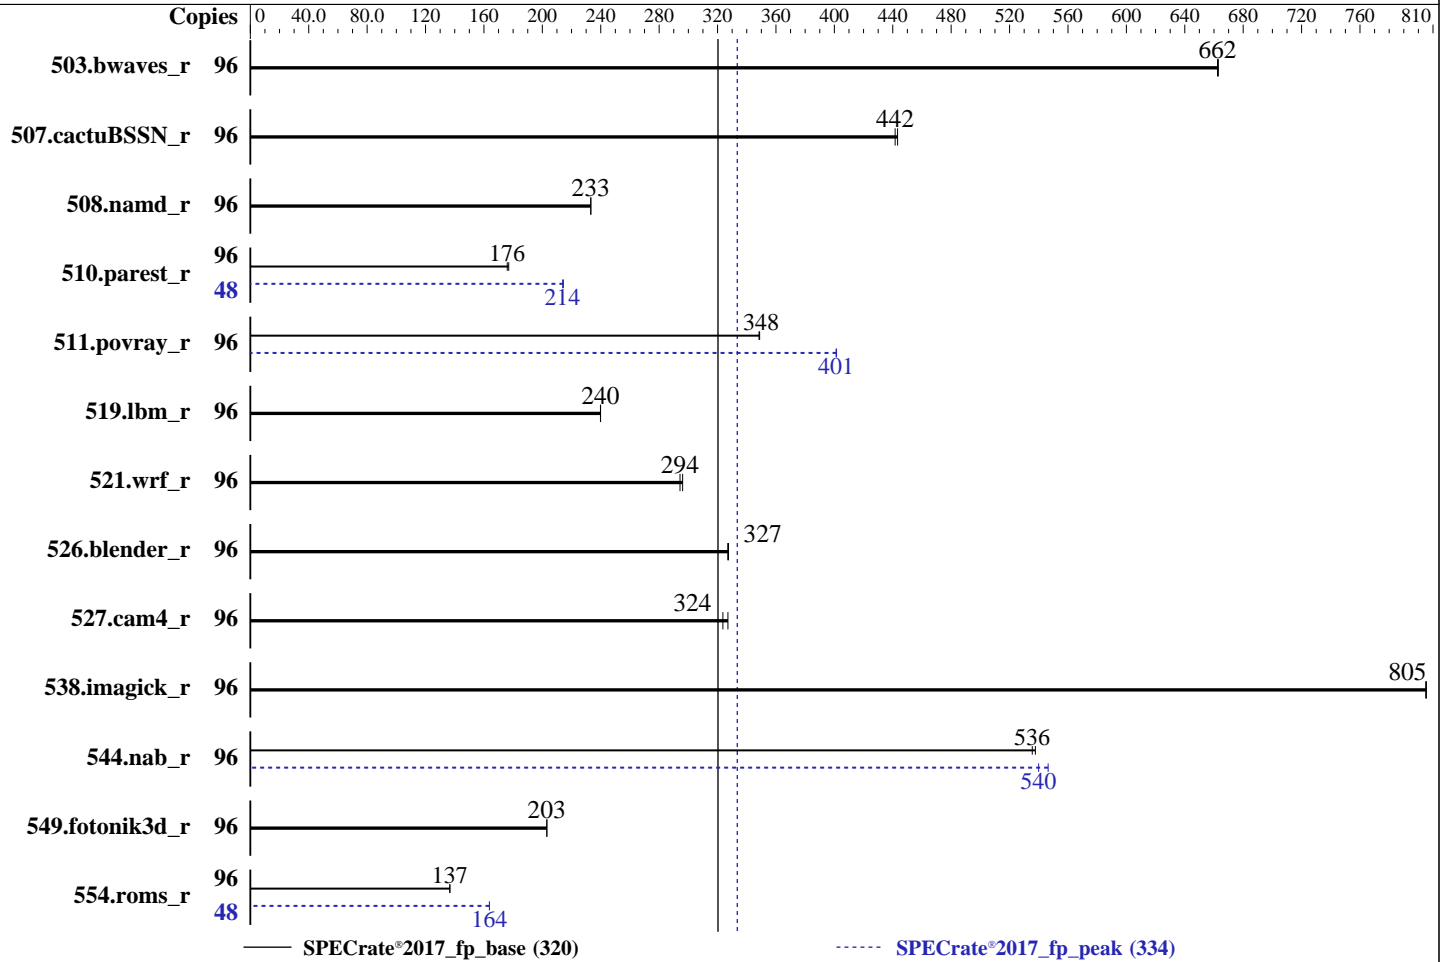 Copies 0 40.0 80.0 120 160 200 240 280 320 360 400 440 480 520 560 600 640 680 720 760 810
503.bwaves_r 96 662
507.cactuBSSN_r 96 442
508.namd_r 96 233
510.parest_r 96 176
48 214
511.povray_r 96 348
401
519.lbm_r 96 240
521.wrf_r 96 294
526.blender_r 96 327
527.cam4_r 96 324
538.imagick_r 96 805
544.nab_r 96 536
540
549.fotonik3d_r 96 203
554.roms_r 96 137
48 164
SPECrate®2017_fp_base (320) SPECrate®2017_fp_peak (334)